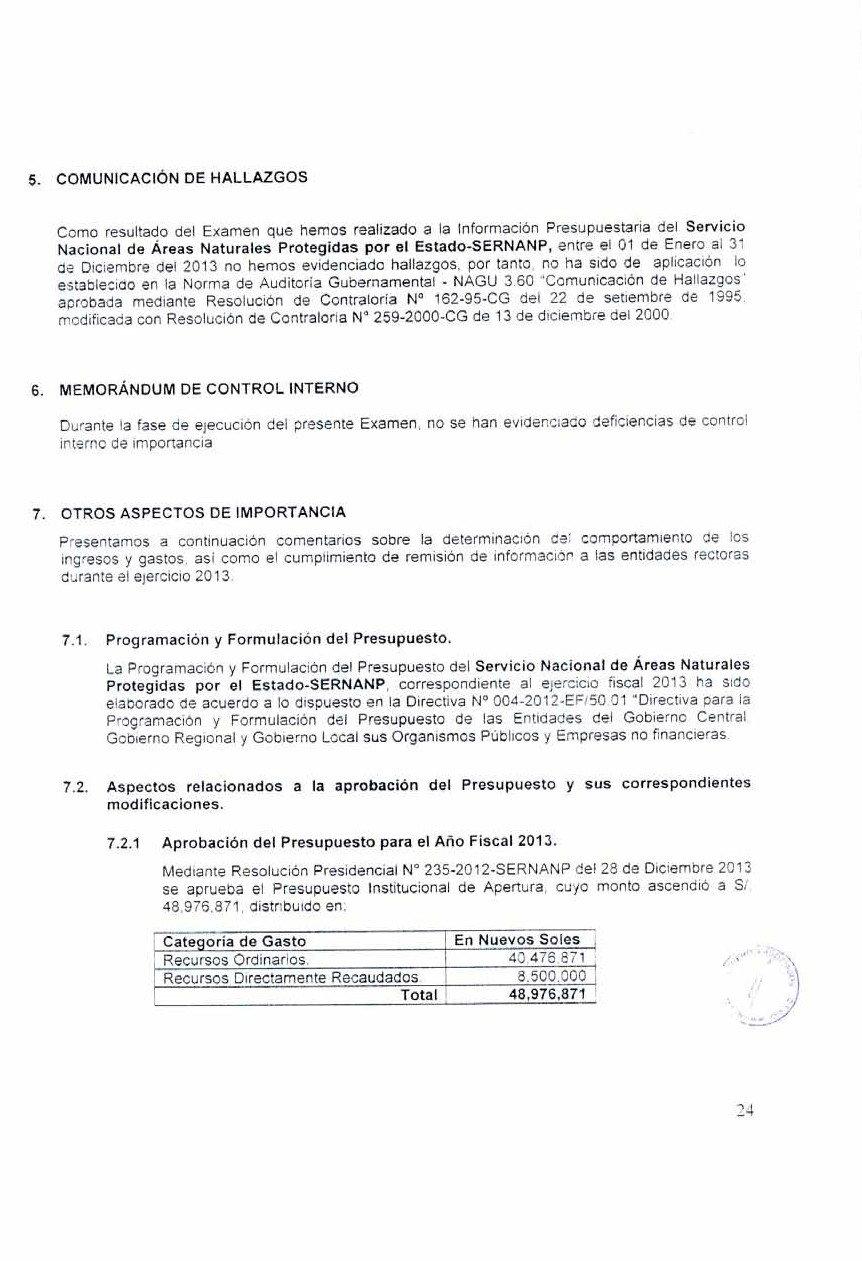 5. COMUNICACIÓN DE HALLAZGOS
Como resultado del Examen que hemos realizado a la Información Presupuestaria del Servicio
Nacional de Áreas Naturales Protegidas por el Estado-SERNANP, entre el 01 de Enero al 31
de Diciembre del 2013 no hemos evidenciado hallazgos, por tanto, no ha sido de aplicación lo
establecido en la Norma de Auditoría Gubernamental - NAGU 3.60 "Comunicación de Hallazgos"
aprobada mediante Resolución de Contraloría N° 162-95-CG del 22 de setiembre de 1995,
modificada con Resolución de Contraloría N° 259-2000-CG de 13 de diciembre del 2000
6. MEMORÁNDUM DE CONTROL INTERNO
Durante la fase de ejecución del presente Examen, no se han evidenciado deficiencias de control
interno de importancia
7. OTROS ASPECTOS DE IMPORTANCIA
Presentamos a continuación comentarios sobre la determinación del comportamiento de los
ingresos y gastos, así como el cumplimiento de remisión de información a las entidades rectoras
durante el ejercicio 2013.
7.1. Programación y Formulación del Presupuesto.
La Programación y Formulación del Presupuesto del Servicio Nacional de Áreas Naturales
Protegidas por el Estado-SERNANP, correspondiente al ejercicio fiscal 2013 ha sido
elaborado de acuerdo a lo dispuesto en la Directiva N° 004-2012-EF/50.01 "Directiva para la
Programación y Formulación del Presupuesto de las Entidades del Gobierno Central,
Gobierno Regional y Gobierno Local sus Organismos Públicos y Empresas no financieras.
7.2. Aspectos relacionados a la aprobación del Presupuesto y sus correspondientes
modificaciones.
7.2.1 Aprobación del Presupuesto para el Año Fiscal 2013.
Mediante Resolución Presidencial N° 235-2012-SERNANP del 28 de Diciembre 2013
se aprueba el Presupuesto Institucional de Apertura, cuyo monto ascendió a S/.
48,976,871, distribuido en:
Categoría de Gasto En Nuevos Soles
Recursos Ordinarios. 40,476,871
Recursos Directamente Recaudados. 8,500,000
Total 48,976,871
24